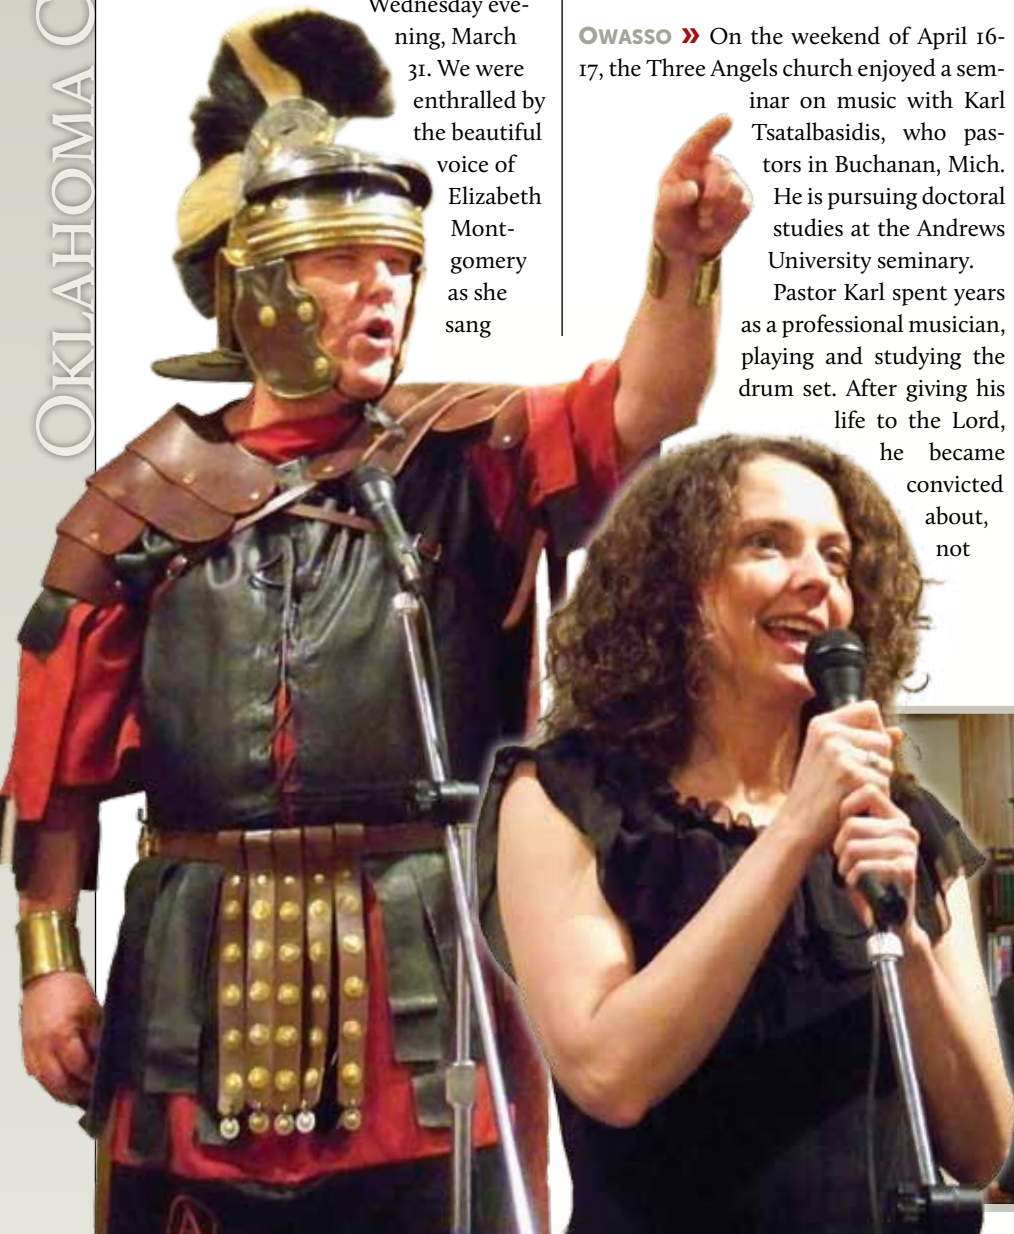 OKLAHOMA C
Wednesday eve-
ning, March
31. We were
enthralled by
the beautiful
voice of
Elizabeth
Mont-
gomery
as she
sang
OWASSO » On the weekend of April 16-
17, the Three Angels church enjoyed a sem-
inar on music with Karl
Tsatalbasidis, who pas-
tors in Buchanan, Mich.
He is pursuing doctoral
studies at the Andrews
University seminary.
Pastor Karl spent years
as a professional musician,
playing and studying the
drum set. After giving his
life to the Lord,
he became
convicted
about,
not